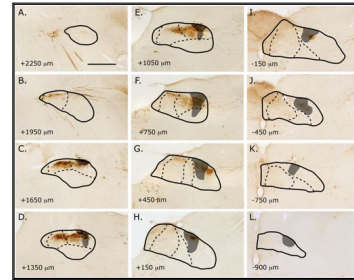 A.
+2250 µm
B.
+1950 µm
C.
+1650 µm
D.
+1350 µm
E.
+1050 µm
F.
+750 µm
G.
+450 µm
H.
+150 µm
I.
-150 µm
J.
-450 µm
K.
-750 µm
L.
-900 µm